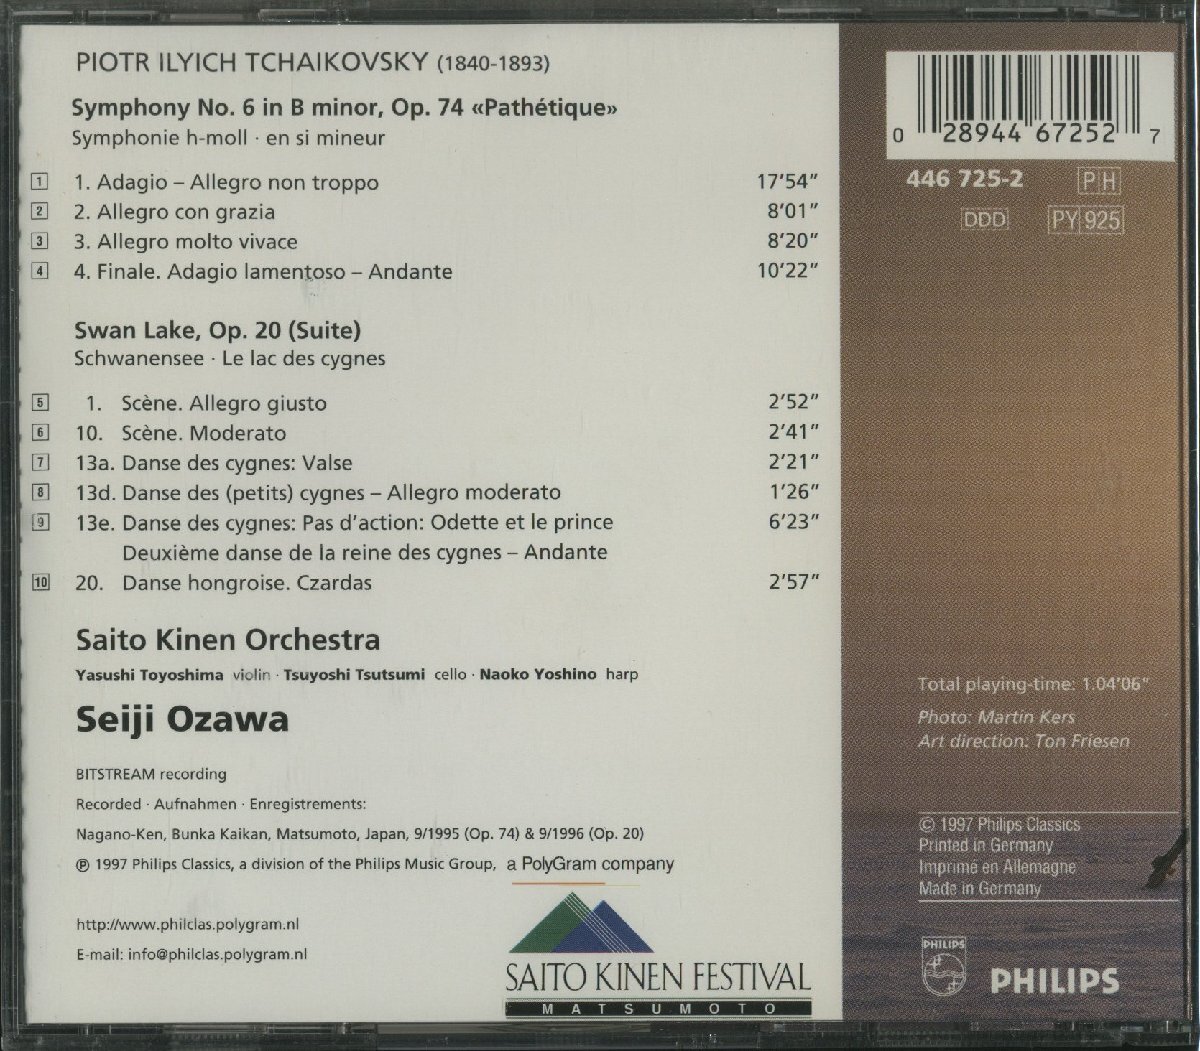 PIOTR ILYICH TCHAIKOVSKY (1840-1893)
Symphony No. 6 in B minor, Op. 74 «Pathétique»
Symphonie h-moll · en si mineur
1 1. Adagio – Allegro non troppo 17'54"
2 2. Allegro con grazia 8'01"
3 3. Allegro molto vivace 8'20"
4 4. Finale. Adagio lamentoso – Andante 10'22"
Swan Lake, Op. 20 (Suite)
Schwanensee · Le lac des cygnes
5 1. Scène. Allegro giusto 2'52"
6 10. Scène. Moderato 2'41"
7 13a. Danse des cygnes: Valse 2'21"
8 13d. Danse des (petits) cygnes – Allegro moderato 1'26"
9 13e. Danse des cygnes: Pas d'action: Odette et le prince 6'23"
Deuxième danse de la reine des cygnes – Andante
10 20. Danse hongroise. Czardas 2'57"
Saito Kinen Orchestra
Yasushi Toyoshima violin · Tsuyoshi Tsutsumi cello · Naoko Yoshino harp
Seiji Ozawa
BITSTREAM recording
Recorded · Aufnahmen · Enregistrements:
Nagano-Ken, Bunka Kaikan, Matsumoto, Japan, 9/1995 (Op. 74) & 9/1996 (Op. 20)
℗ 1997 Philips Classics, a division of the Philips Music Group, a PolyGram company
http://www.philclas.polygram.nl
E-mail: info@philclas.polygram.nl
SAITO KINEN FESTIVAL
MATSUMOTO
0 28944 67252 7
446 725-2 PH
DDD PY 925
Total playing-time: 1.04'06"
Photo: Martin Kers
Art direction: Ton Friesen
© 1997 Philips Classics
Printed in Germany
Imprimé en Allemagne
Made in Germany
PHILIPS
PHILIPS